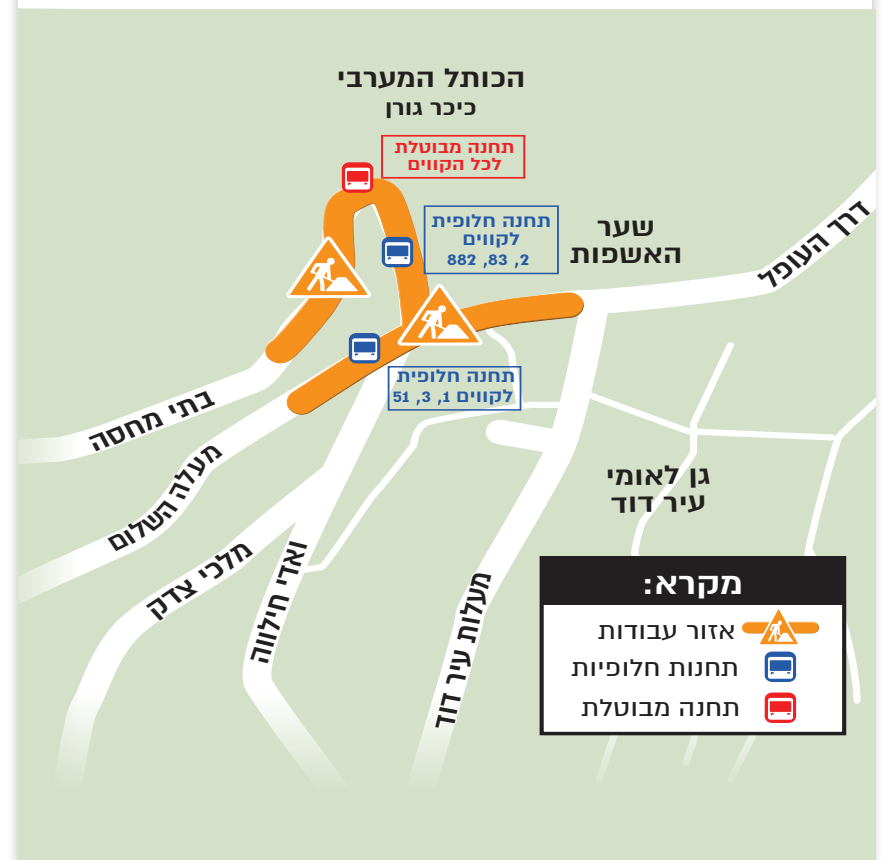 הכותל המערבי
כיכר גורן
תחנה מבוטלת
לכל הקווים
תחנה חלופית
לקווים
2, 83, 882
שער
האשפות
דרך העופל
תחנה חלופית
לקווים 1, 3, 51
בתי מחסה
מעלה השלום
מלכי צדק
ואדי חילווה
מעלות עיר דוד
גן לאומי
עיר דוד
מקרא:
אזור עבודות
תחנות חלופיות
תחנה מבוטלת